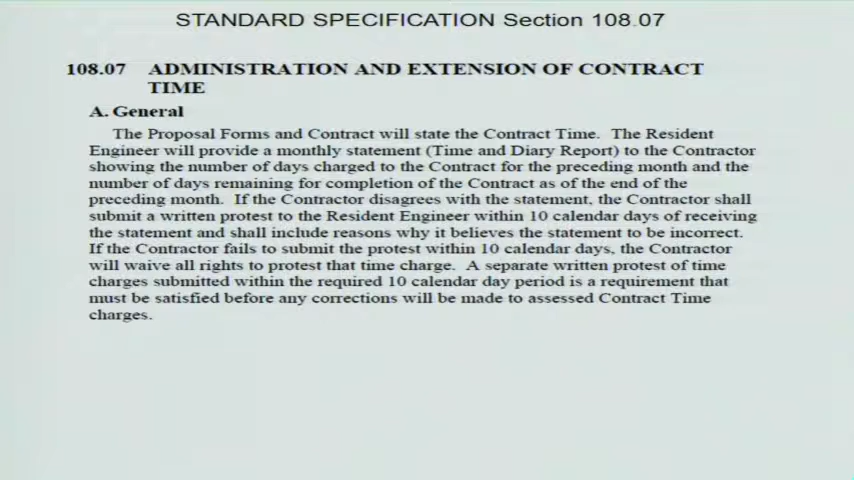 STANDARD SPECIFICATION Section 108.07
108.07 ADMINISTRATION AND EXTENSION OF CONTRACT
TIME
A. General
The Proposal Forms and Contract will state the Contract Time. The Resident
Engineer will provide a monthly statement (Time and Diary Report) to the Contractor
showing the number of days charged to the Contract for the preceding month and the
number of days remaining for completion of the Contract as of the end of the
preceding month. If the Contractor disagrees with the statement, the Contractor shall
submit a written protest to the Resident Engineer within 10 calendar days of receiving
the statement and shall include reasons why it believes the statement to be incorrect.
If the Contractor fails to submit the protest within 10 calendar days, the Contractor
will waive all rights to protest that time charge. A separate written protest of time
charges submitted within the required 10 calendar day period is a requirement that
must be satisfied before any corrections will be made to assessed Contract Time
charges.